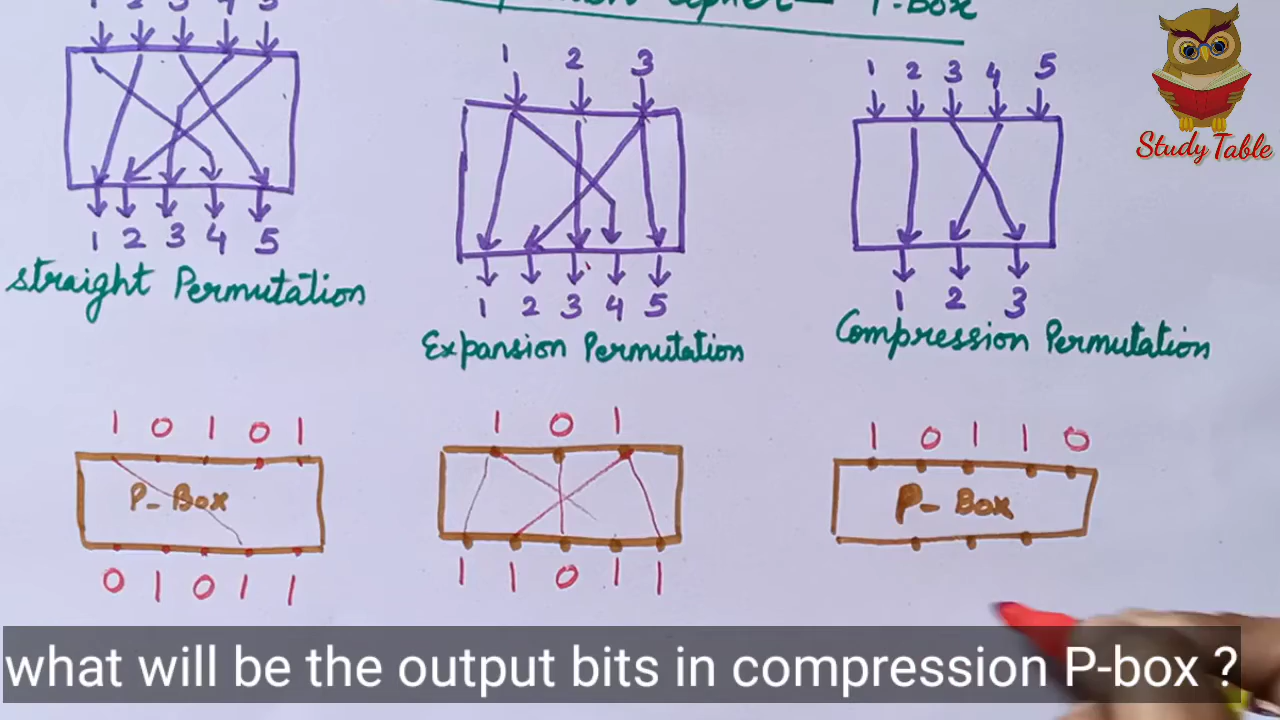 P-Box
1 2 3 4 5
1 2 3
1 2 3 4 5
Study Table
1 2 3 4 5
Straight Permutation
1 2 3 4 5
Expansion Permutation
1 2 3
Compression Permutation
1 0 1 0 1
P-Box
0 1 0 1 1
1 0 1
1 1 0 1 1
1 0 1 1 0
P-Box
what will be the output bits in compression P-box ?